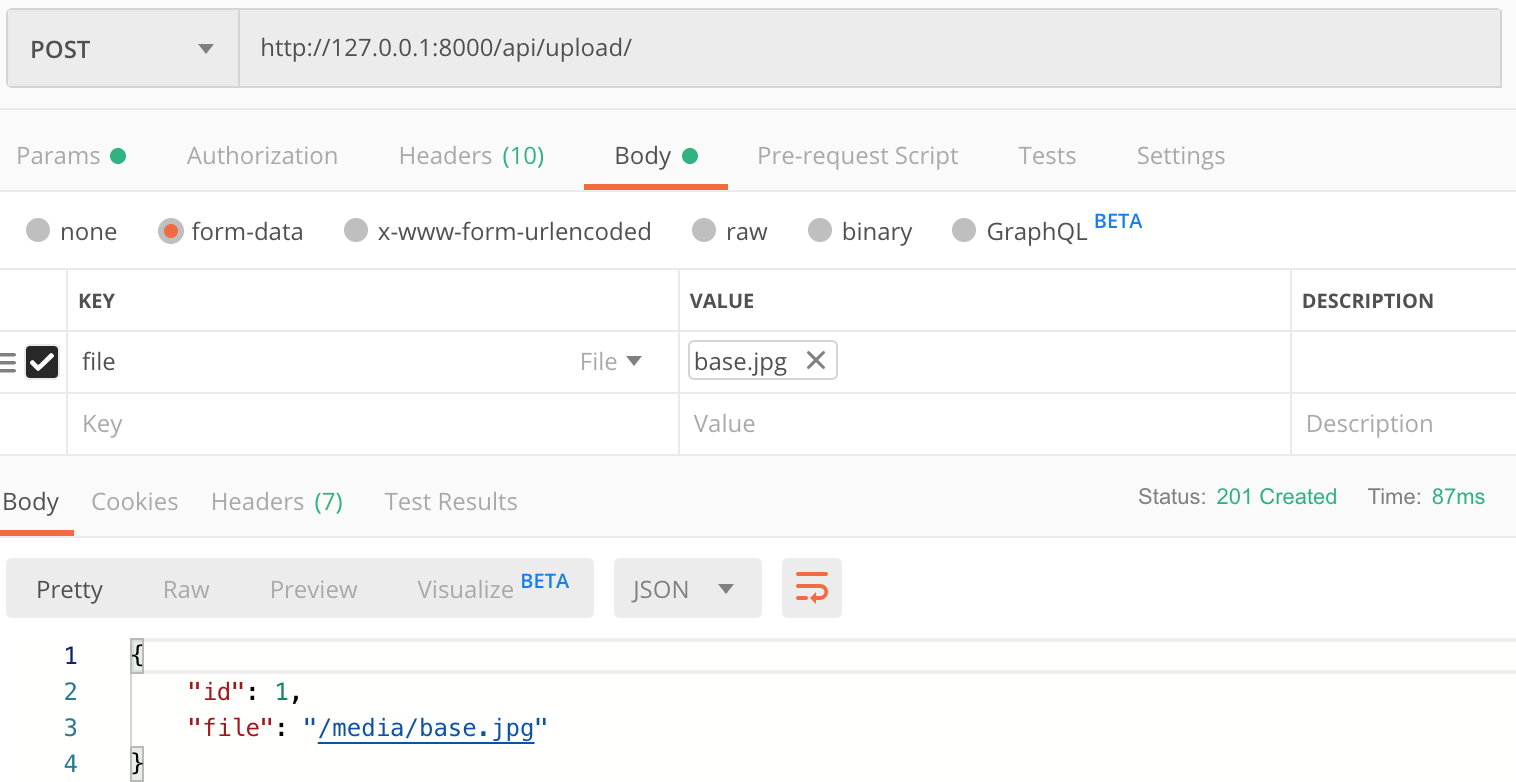 POST http://127.0.0.1:8000/api/upload/
Params Authorization Headers (10) Body Pre-request Script Tests Settings
none form-data x-www-form-urlencoded raw binary GraphQL BETA
KEY VALUE DESCRIPTION
file File base.jpg
Key Value Description
Body Cookies Headers (7) Test Results Status: 201 Created Time: 87ms
Pretty Raw Preview Visualize BETA JSON
1 {
2 "id": 1,
3 "file": "/media/base.jpg"
4 }